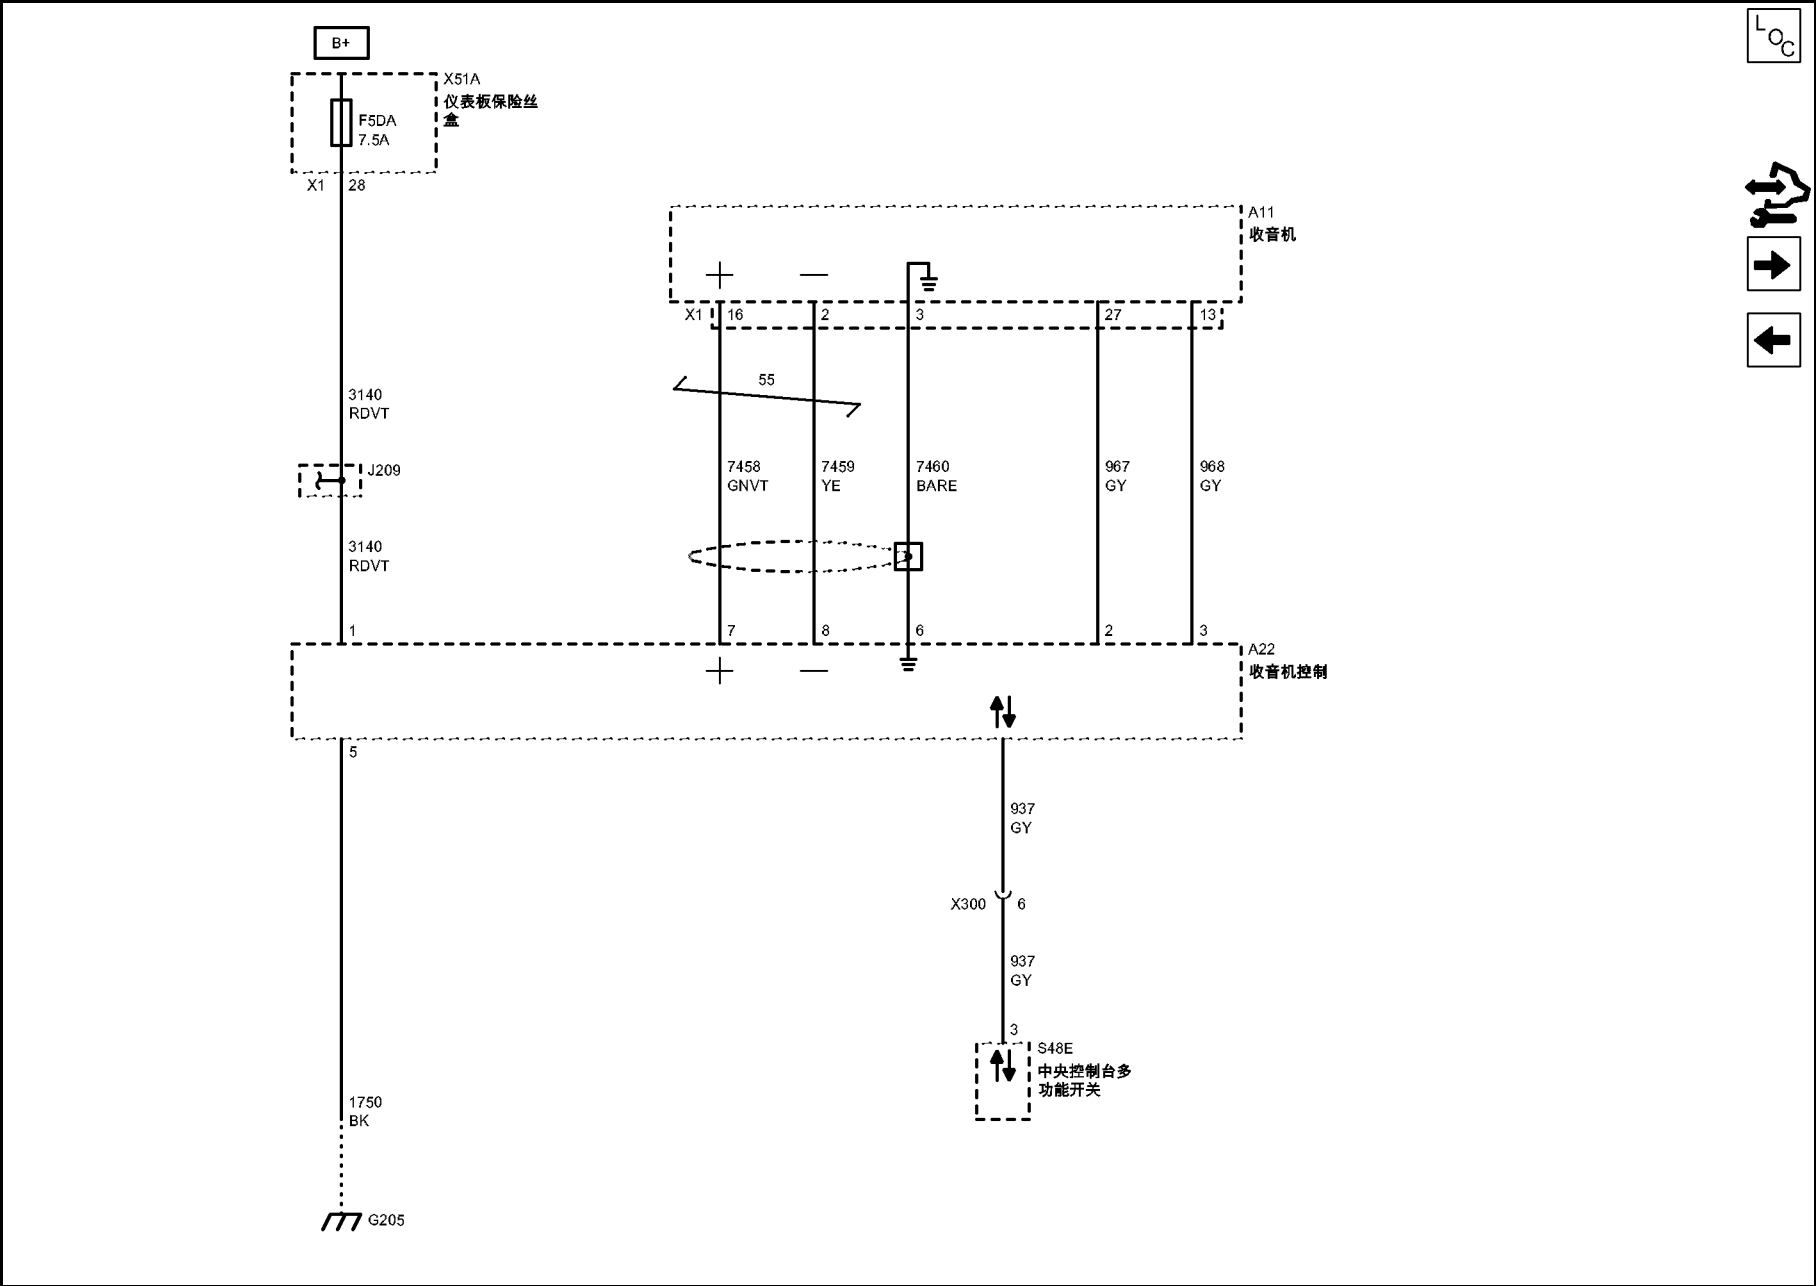 LOC
B+
X51A
仪表板保险丝
盒
F5DA
7.5A
X1 28
A11
收音机
X1 16 2 3 27 13
55
3140
RDVT
J209
7458
GNVT
7459
YE
7460
BARE
967
GY
968
GY
3140
RDVT
1 7 8 6 2 3
A22
收音机控制
5
937
GY
X300 6
937
GY
3
S48E
中央控制台多
功能开关
1750
BK
G205